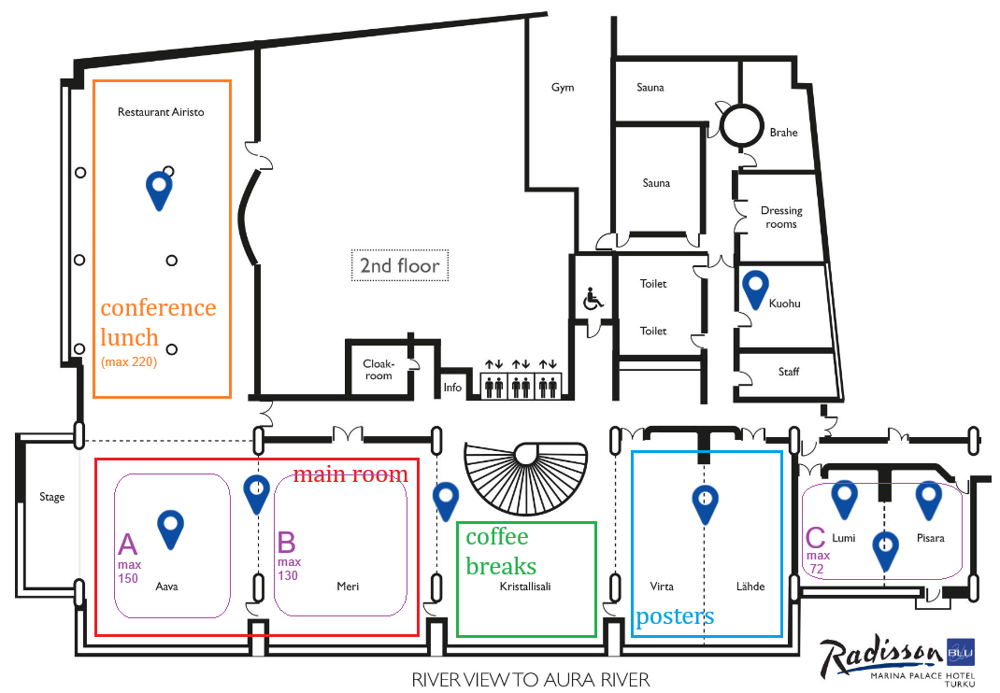 Gym
Sauna
Restaurant Airisto
Brahe
Sauna
Dressing
rooms
2nd floor
Toilet
Kuohu
conference
lunch
(max 220)
Toilet
Cloak-
room
Info
Staff
main room
Stage
A
max
150
B
max
130
coffee
breaks
C
max
72
Lumi
Pisara
Aava
Meri
Kristallisali
Virta
Lähde
posters
RIVER VIEW TO AURA RIVER
Radisson
BLU
MARINA PALACE HOTEL
TURKU